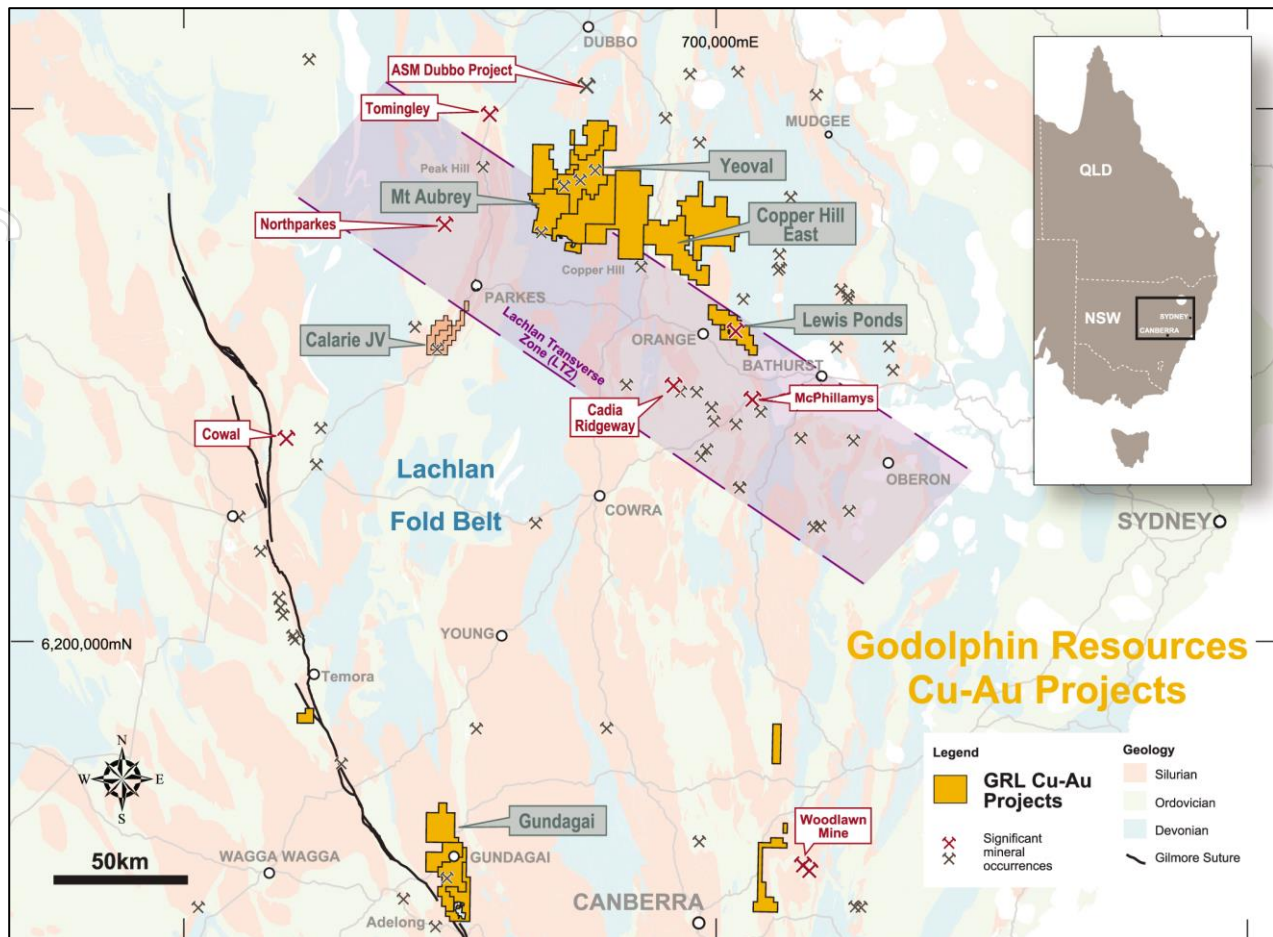 DUBBO
700,000mE
ASM Dubbo Project
Tomingley
MUDGEE
QLD
Peak Hill
Yeoval
Mt Aubrey
Northparkes
Copper Hill
East
Copper Hill
PARKES
NSW
SYDNEY
CANBERRA
Calarie JV
Lachlan Transverse
Zone (LTZ)
ORANGE
Lewis Ponds
BATHURST
Cadia
Ridgeway
McPhillamys
Cowal
Lachlan
Fold Belt
OBERON
COWRA
SYDNEY
6,200,000mN
YOUNG
Temora
Godolphin Resources
Cu-Au Projects
N
W
E
S
50km
Legend
GRL Cu-Au
Projects
Significant
mineral
occurrences
Geology
Silurian
Ordovician
Devonian
Gilmore Suture
Gundagai
Woodlawn
Mine
WAGGA WAGGA
GUNDAGAI
CANBERRA
Adelong